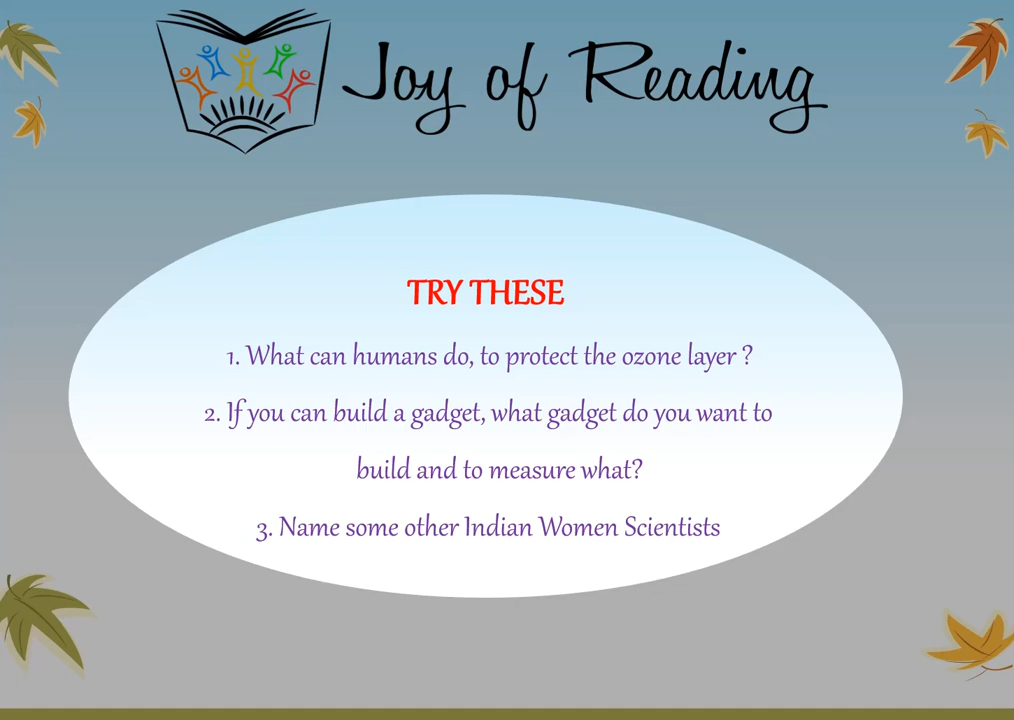 Joy of Reading
TRY THESE
1. What can humans do, to protect the ozone layer ?
2. If you can build a gadget, what gadget do you want to
build and to measure what?
3. Name some other Indian Women Scientists